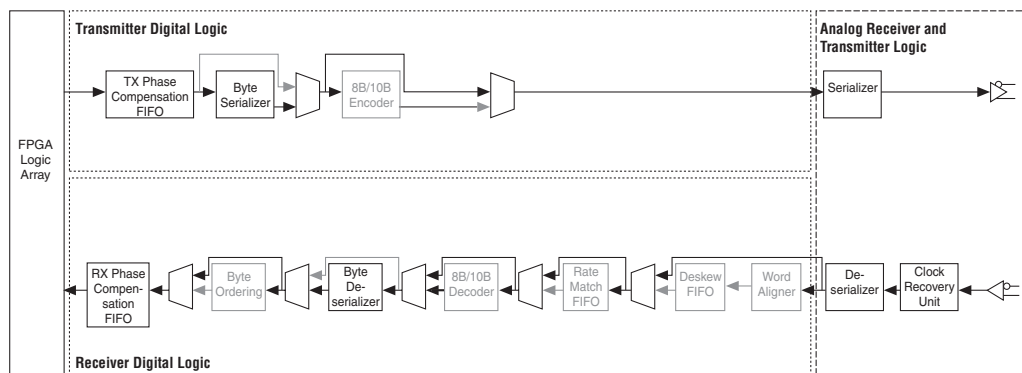 Transmitter Digital Logic
Analog Receiver and
Transmitter Logic
TX Phase
Compensation
FIFO
Byte
Serializer
8B/10B
Encoder
Serializer
FPGA
Logic
Array
RX Phase
Compen-
sation
FIFO
Byte
Ordering
Byte
De-
serializer
8B/10B
Decoder
Rate
Match
FIFO
Deskew
FIFO
Word
Aligner
De-
serializer
Clock
Recovery
Unit
Receiver Digital Logic